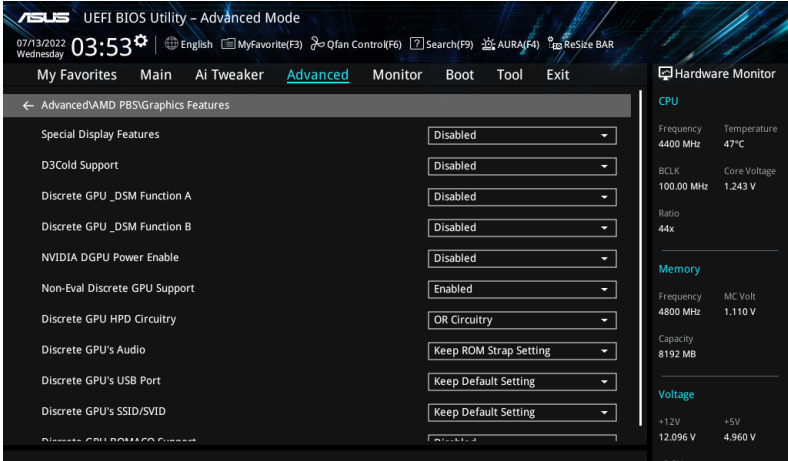 ASUS UEFI BIOS Utility – Advanced Mode
07/13/2022 Wednesday 03:53 English MyFavorite(F3) Qfan Control(F6) ? Search(F9) AURA(F4) ReSize BAR
My Favorites Main Ai Tweaker Advanced Monitor Boot Tool Exit
Hardware Monitor
← Advanced\AMD PBS\Graphics Features
Special Display Features Disabled
D3Cold Support Disabled
Discrete GPU _DSM Function A Disabled
Discrete GPU _DSM Function B Disabled
NVIDIA DGPU Power Enable Disabled
Non-Eval Discrete GPU Support Enabled
Discrete GPU HPD Circuitry OR Circuitry
Discrete GPU's Audio Keep ROM Strap Setting
Discrete GPU's USB Port Keep Default Setting
Discrete GPU's SSID/SVID Keep Default Setting
Discrete GPU BOMACO Support Disabled
CPU
Frequency Temperature
4400 MHz 47°C
BCLK Core Voltage
100.00 MHz 1.243 V
Ratio
44x
Memory
Frequency MC Volt
4800 MHz 1.110 V
Capacity
8192 MB
Voltage
+12V +5V
12.096 V 4.960 V